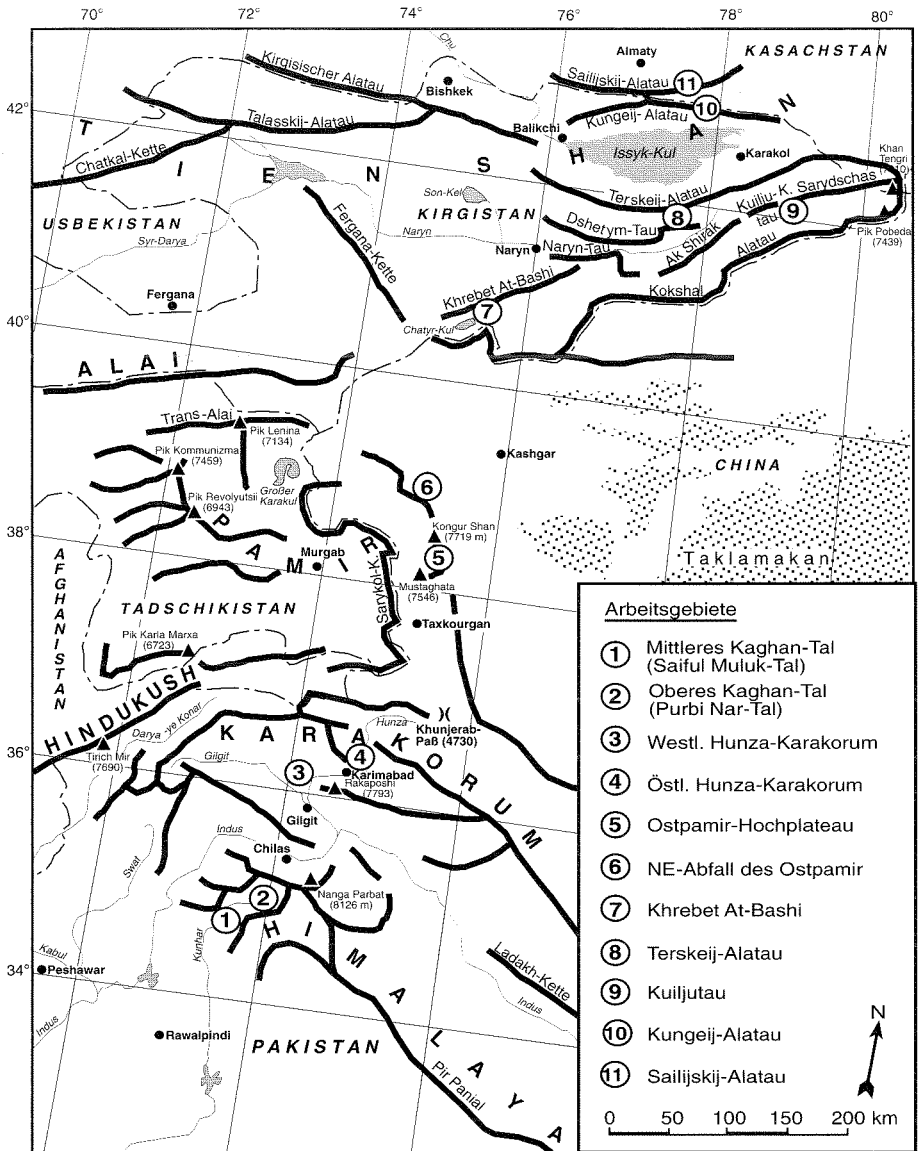 70°
72°
74°
76°
78°
80°
Almaty
KASACHSTAN
Kirgisischer Alatau
Chu
Bishkek
Sailijskij-Alatau
11
42°
Talasskij-Alatau
Kungeij-Alatau
10
Balikchi
TIEN SHAN
Chatkal-Kette
Issyk-Kul
Karakol
Khan
Tengri
Son-Kel
Terskeij-Alatau
Kuilju-K. Sarydschas
tau
9
USBEKISTAN
KIRGISTAN
8
Dshetym-Tau
Pik Pobeda
(7439)
Syr-Darya
Naryn
Fergana-Kette
Naryn
Naryn-Tau
Ak Shirak
Alatau
Fergana
Khrebet At-Bashi
Kokshal
7
40°
Chatyr-Kul
ALAI
Trans-Alai
Pik Lenina
(7134)
Pik Kommunizma
(7459)
Kashgar
CHINA
Großer
Karakul
6
Pik Revolyutsii
(6943)
38°
PAMIR
Kongur Shan
(7719 m)
5
Murgab
Taklamakan
AFGHANISTAN
Sarykol-K.
Mustaghata
(7546)
TADSCHIKISTAN
Taxkourgan
Pik Karla Marxa
(6723)
HINDUKUSH
Darya-ye Konar
KARAKORUM
Hunza
Khunjerab-
Paß (4730)
36°
Tirich Mir
(7690)
Gilgit
3
4
Karimabad
Rakaposhi
(7793)
Gilgit
Indus
Chilas
Swat
Nanga Parbat
(8126 m)
2
1
HIMALAYA
Kunhar
Kabul
34°
Peshawar
Ladakh-Kette
Indus
Indus
Rawalpindi
PAKISTAN
Pir Panjal
Arbeitsgebiete
1 Mittleres Kaghan-Tal
(Saiful Muluk-Tal)
2 Oberes Kaghan-Tal
(Purbi Nar-Tal)
3 Westl. Hunza-Karakorum
4 Östl. Hunza-Karakorum
5 Ostpamir-Hochplateau
6 NE-Abfall des Ostpamir
7 Khrebet At-Bashi
8 Terskeij-Alatau
9 Kuiljutau
10 Kungeij-Alatau
11 Sailijskij-Alatau
N
0 50 100 150 200 km